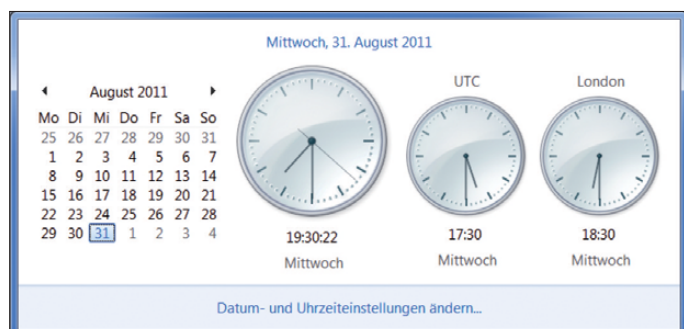 Mittwoch, 31. August 2011
August 2011
Mo Di Mi Do Fr Sa So
25 26 27 28 29 30 31
1 2 3 4 5 6 7
8 9 10 11 12 13 14
15 16 17 18 19 20 21
22 23 24 25 26 27 28
29 30 31 1 2 3 4
19:30:22
Mittwoch
UTC
17:30
Mittwoch
London
18:30
Mittwoch
Datum- und Uhrzeiteinstellungen ändern...